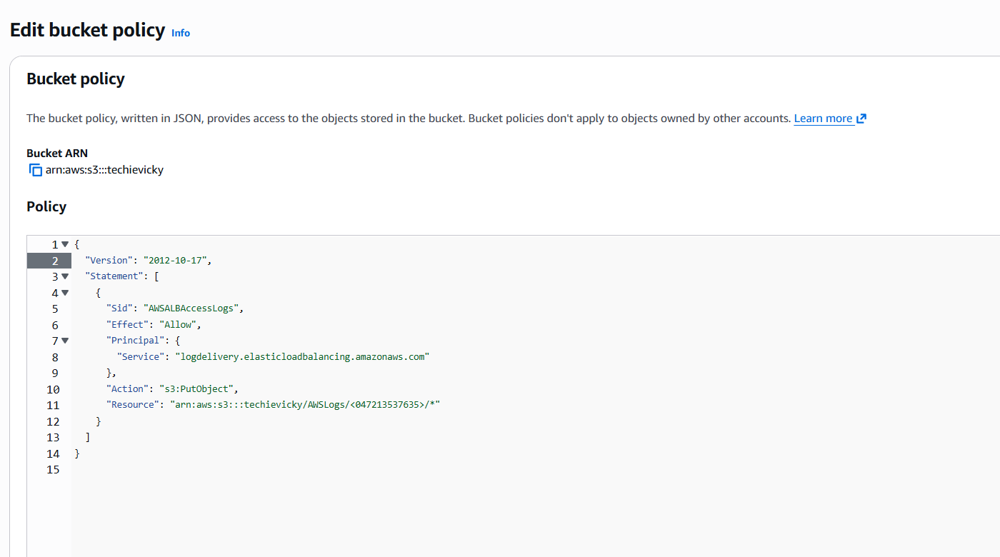 Edit bucket policy Info
Bucket policy
The bucket policy, written in JSON, provides access to the objects stored in the bucket. Bucket policies don't apply to objects owned by other accounts. Learn more
Bucket ARN
arn:aws:s3:::techievicky
Policy
1 {
2 "Version": "2012-10-17",
3 "Statement": [
4 {
5 "Sid": "AWSALBAccessLogs",
6 "Effect": "Allow",
7 "Principal": {
8 "Service": "logdelivery.elasticloadbalancing.amazonaws.com"
9 },
10 "Action": "s3:PutObject",
11 "Resource": "arn:aws:s3:::techievicky/AWSLogs/<047213537635>/*"
12 }
13 ]
14 }
15